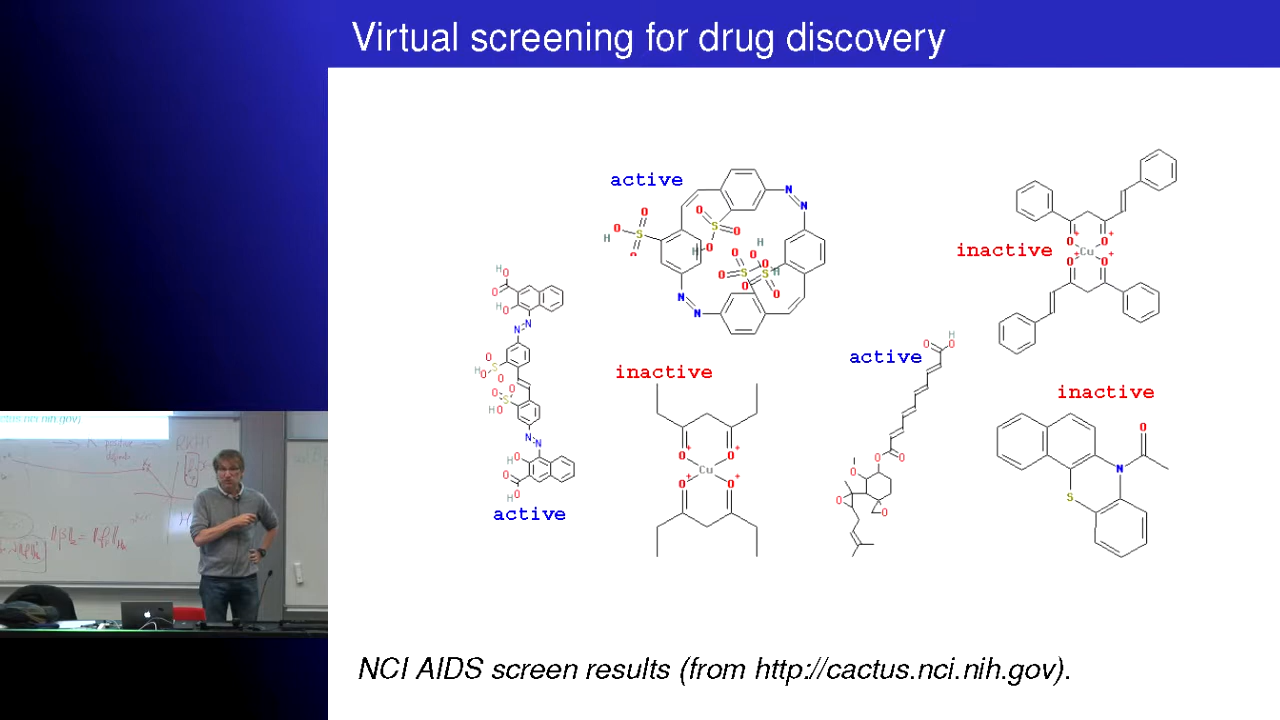 Virtual screening for drug discovery
active
inactive
inactive
active
inactive
active
NCI AIDS screen results (from http://cactus.nci.nih.gov).